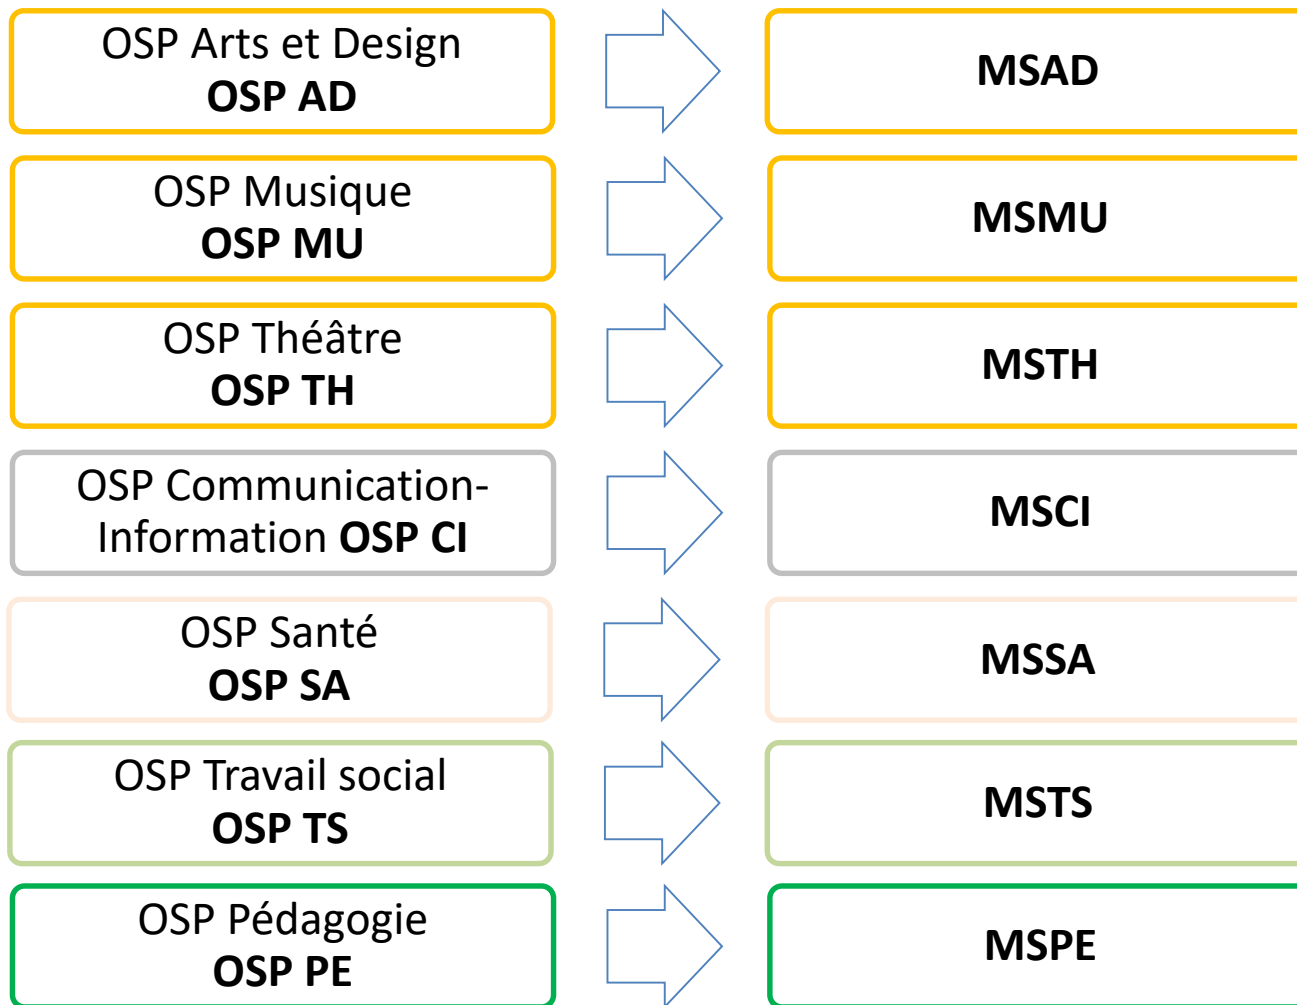 OSP Arts et Design
OSP AD
MSAD
OSP Musique
OSP MU
MSMU
OSP Théâtre
OSP TH
MSTH
OSP Communication-
Information OSP CI
MSCI
OSP Santé
OSP SA
MSSA
OSP Travail social
OSP TS
MSTS
OSP Pédagogie
OSP PE
MSPE